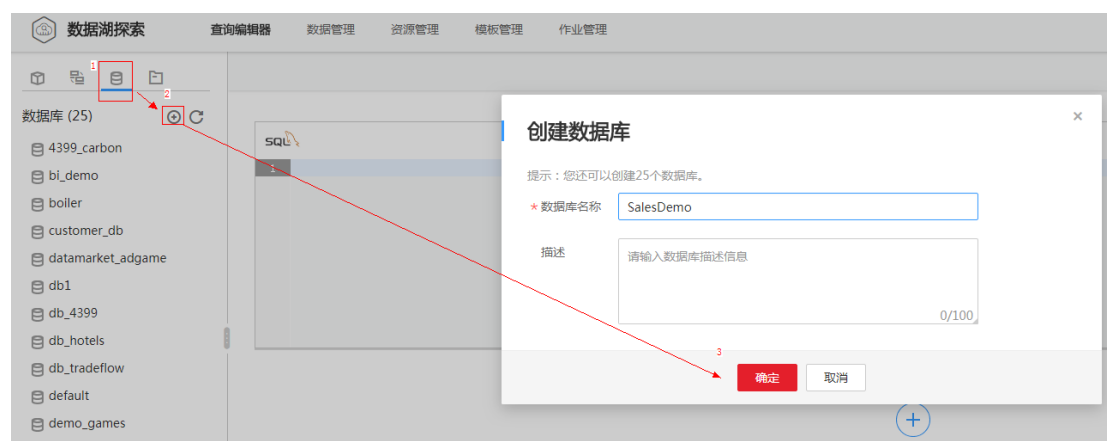 数据湖探索 查询编辑器 数据管理 资源管理 模板管理 作业管理
1
2
数据库 (25)
4399_carbon
bi_demo
boiler
customer_db
datamarket_adgame
db1
db_4399
db_hotels
db_tradeflow
default
demo_games
SQL
1
创建数据库
×
提示：您还可以创建25个数据库。
* 数据库名称 SalesDemo
描述 请输入数据库描述信息
0/100
3
确定 取消